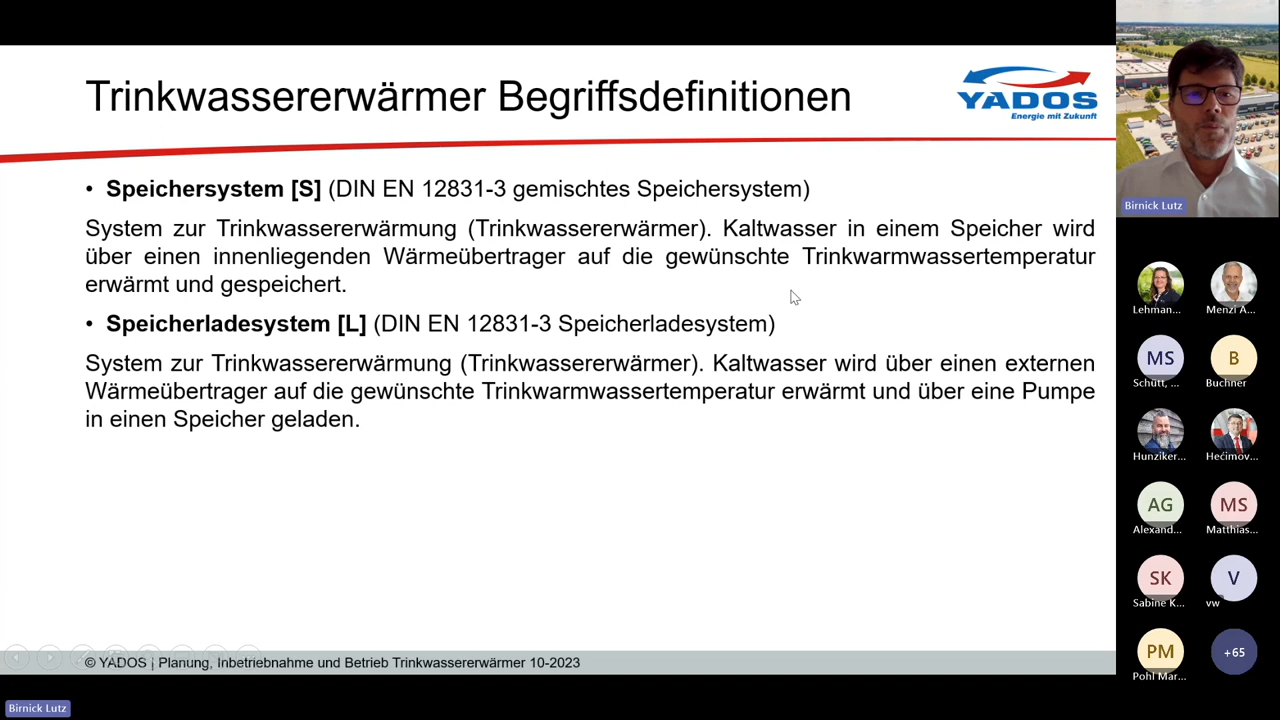 Trinkwassererwärmer Begriffsdefinitionen
YADOS
Energie mit Zukunft
• Speichersystem [S] (DIN EN 12831-3 gemischtes Speichersystem)
System zur Trinkwassererwärmung (Trinkwassererwärmer). Kaltwasser in einem Speicher wird
über einen innenliegenden Wärmeübertrager auf die gewünschte Trinkwarmwassertemperatur
erwärmt und gespeichert.
• Speicherladesystem [L] (DIN EN 12831-3 Speicherladesystem)
System zur Trinkwassererwärmung (Trinkwassererwärmer). Kaltwasser wird über einen externen
Wärmeübertrager auf die gewünschte Trinkwarmwassertemperatur erwärmt und über eine Pumpe
in einen Speicher geladen.
© YADOS | Planung, Inbetriebnahme und Betrieb Trinkwassererwärmer 10-2023
Birnick Lutz
Birnick Lutz
Lehman...
Menzi A...
MS
Schütt, ...
B
Buchner
Hunziker...
Hećimov...
AG
Alexand...
MS
Matthias...
SK
Sabine K...
V
vw
PM
Pohl Mar...
+65